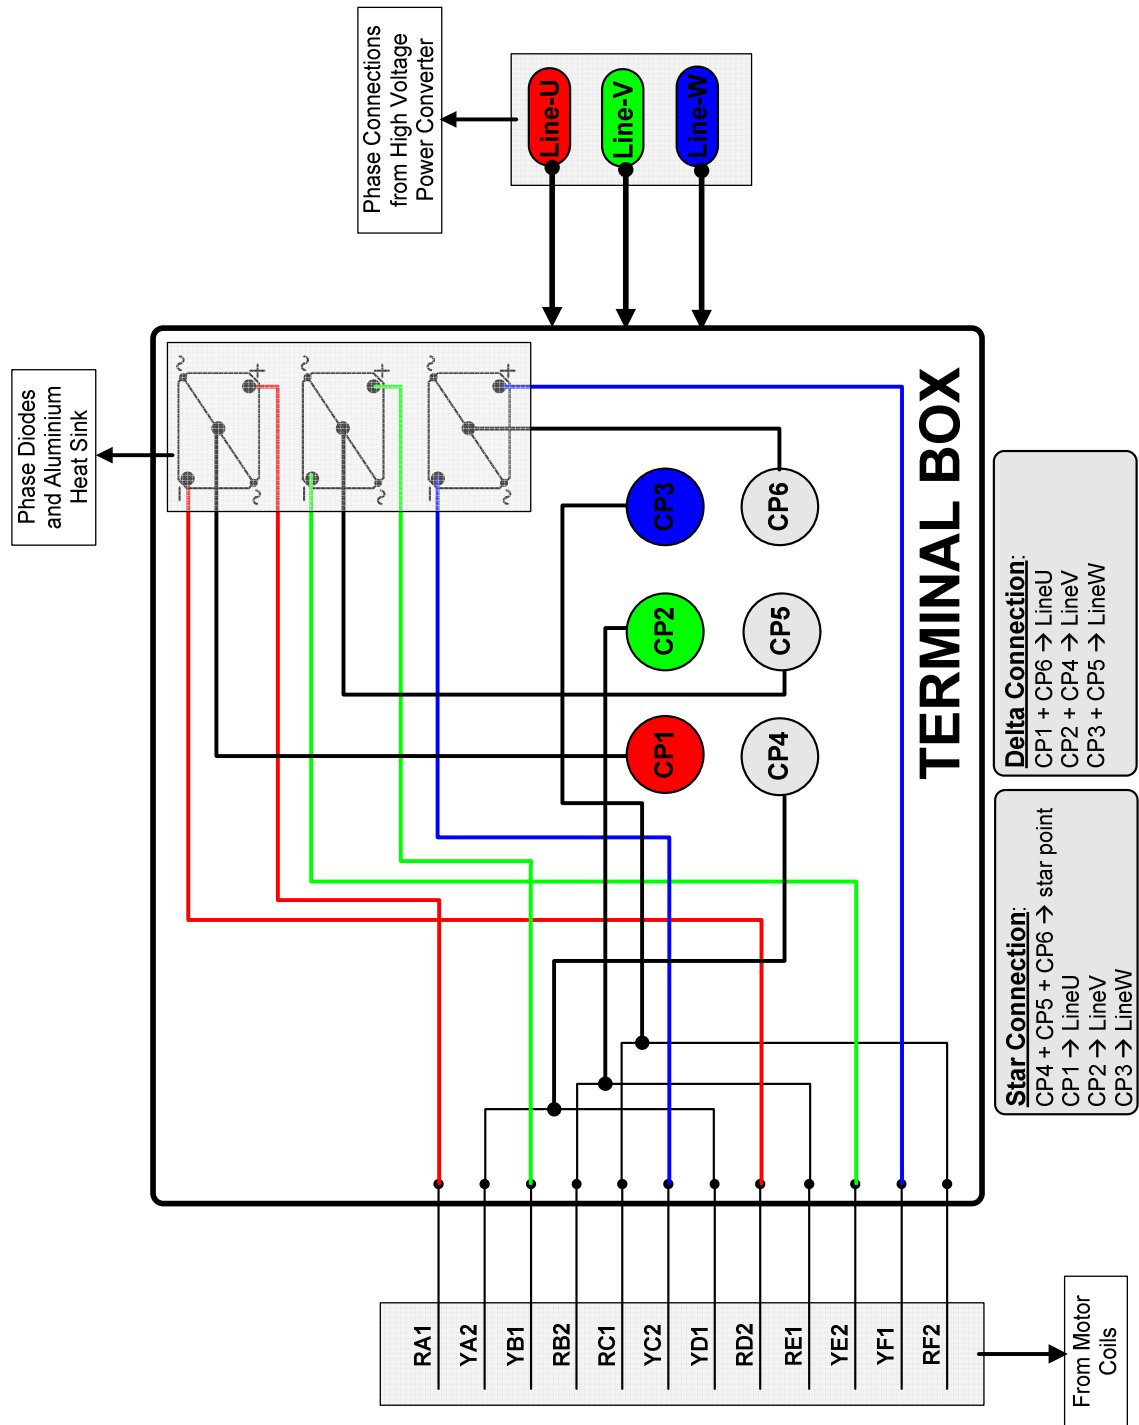 Phase Connections
from High Voltage
Power Converter
Line-U
Line-V
Line-W
Phase Diodes
and Aluminium
Heat Sink
~
+
−
~
~
+
−
~
~
+
−
~
CP1
CP2
CP3
CP4
CP5
CP6
TERMINAL BOX
Star Connection:
CP4 + CP5 + CP6 → star point
CP1 → LineU
CP2 → LineV
CP3 → LineW
Delta Connection:
CP1 + CP6 → LineU
CP2 + CP4 → LineV
CP3 + CP5 → LineW
RA1
YA2
YB1
RB2
RC1
YC2
YD1
RD2
RE1
YE2
YF1
RF2
From Motor
Coils